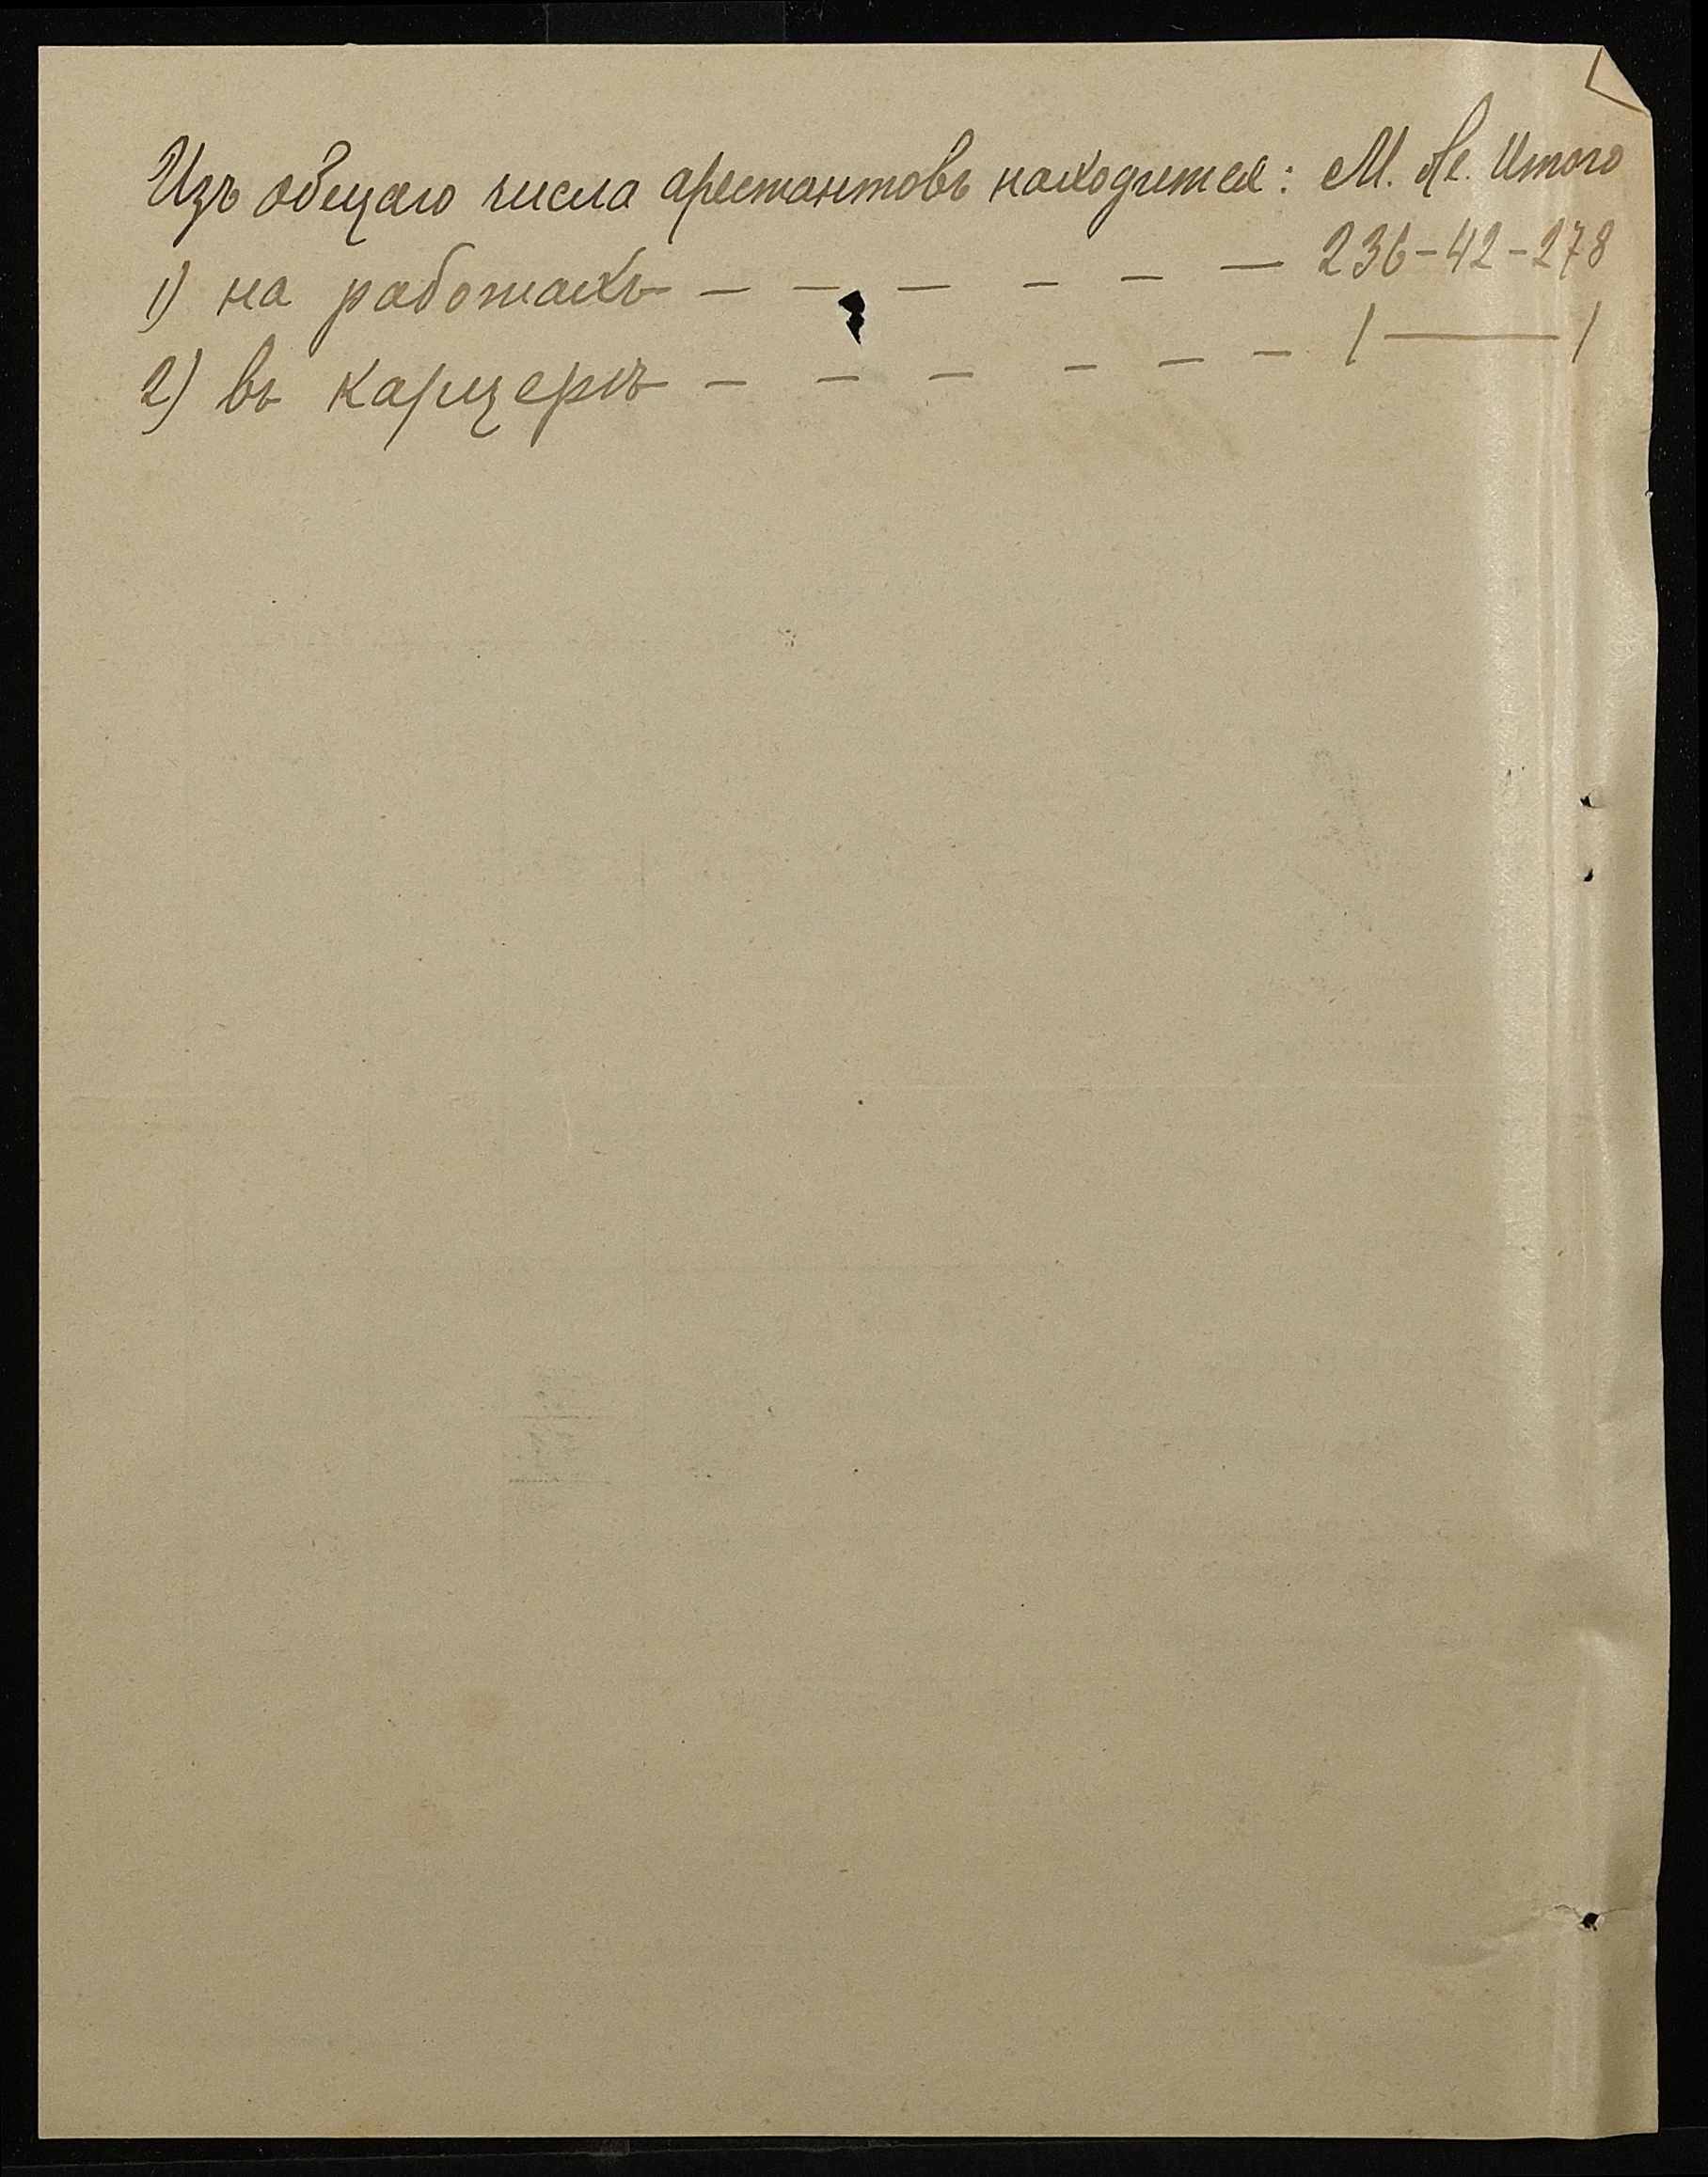 Изъ общаго числа арестантовъ находится: М. Ж. Итого
1) на работахъ — — — — — — 236-42-278
2) въ карцерѣ — — — — — — 1 — 1